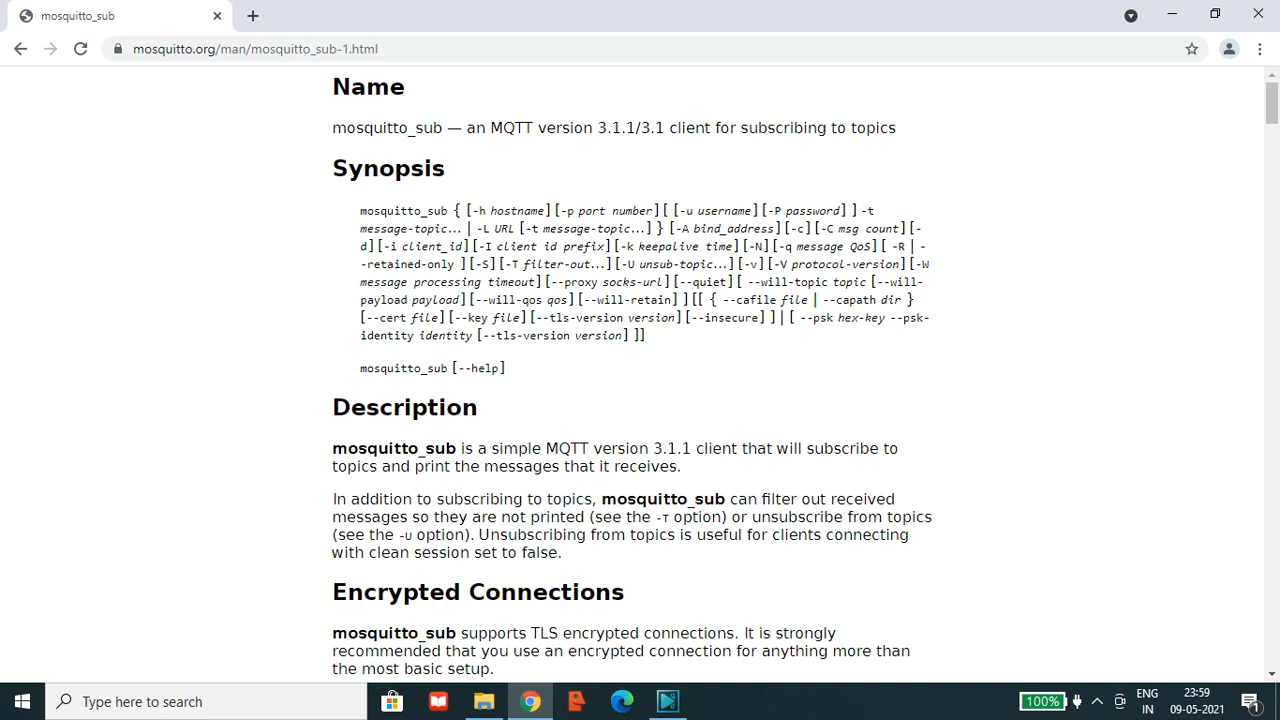 mosquitto_sub
mosquitto.org/man/mosquitto_sub-1.html
Name
mosquitto_sub — an MQTT version 3.1.1/3.1 client for subscribing to topics
Synopsis
mosquitto_sub { [-h hostname] [-p port number] [ [-u username] [-P password] ] -t
message-topic... | -L URL [-t message-topic...] } [-A bind_address] [-c] [-C msg count] [-
d] [-i client_id] [-I client id prefix] [-k keepalive time] [-N] [-q message QoS] [ -R | -
-retained-only ] [-S] [-T filter-out...] [-U unsub-topic...] [-v] [-V protocol-version] [-W
message processing timeout] [--proxy socks-url] [--quiet] [ --will-topic topic [--will-
payload payload] [--will-qos qos] [--will-retain] ] [[ { --cafile file | --capath dir }
[--cert file] [--key file] [--tls-version version] [--insecure] ] | [ --psk hex-key --psk-
identity identity [--tls-version version] ]]
mosquitto_sub [--help]
Description
mosquitto_sub is a simple MQTT version 3.1.1 client that will subscribe to
topics and print the messages that it receives.
In addition to subscribing to topics, mosquitto_sub can filter out received
messages so they are not printed (see the -T option) or unsubscribe from topics
(see the -U option). Unsubscribing from topics is useful for clients connecting
with clean session set to false.
Encrypted Connections
mosquitto_sub supports TLS encrypted connections. It is strongly
recommended that you use an encrypted connection for anything more than
the most basic setup.
Type here to search
100%
ENG
IN
23:59
09-05-2021
1